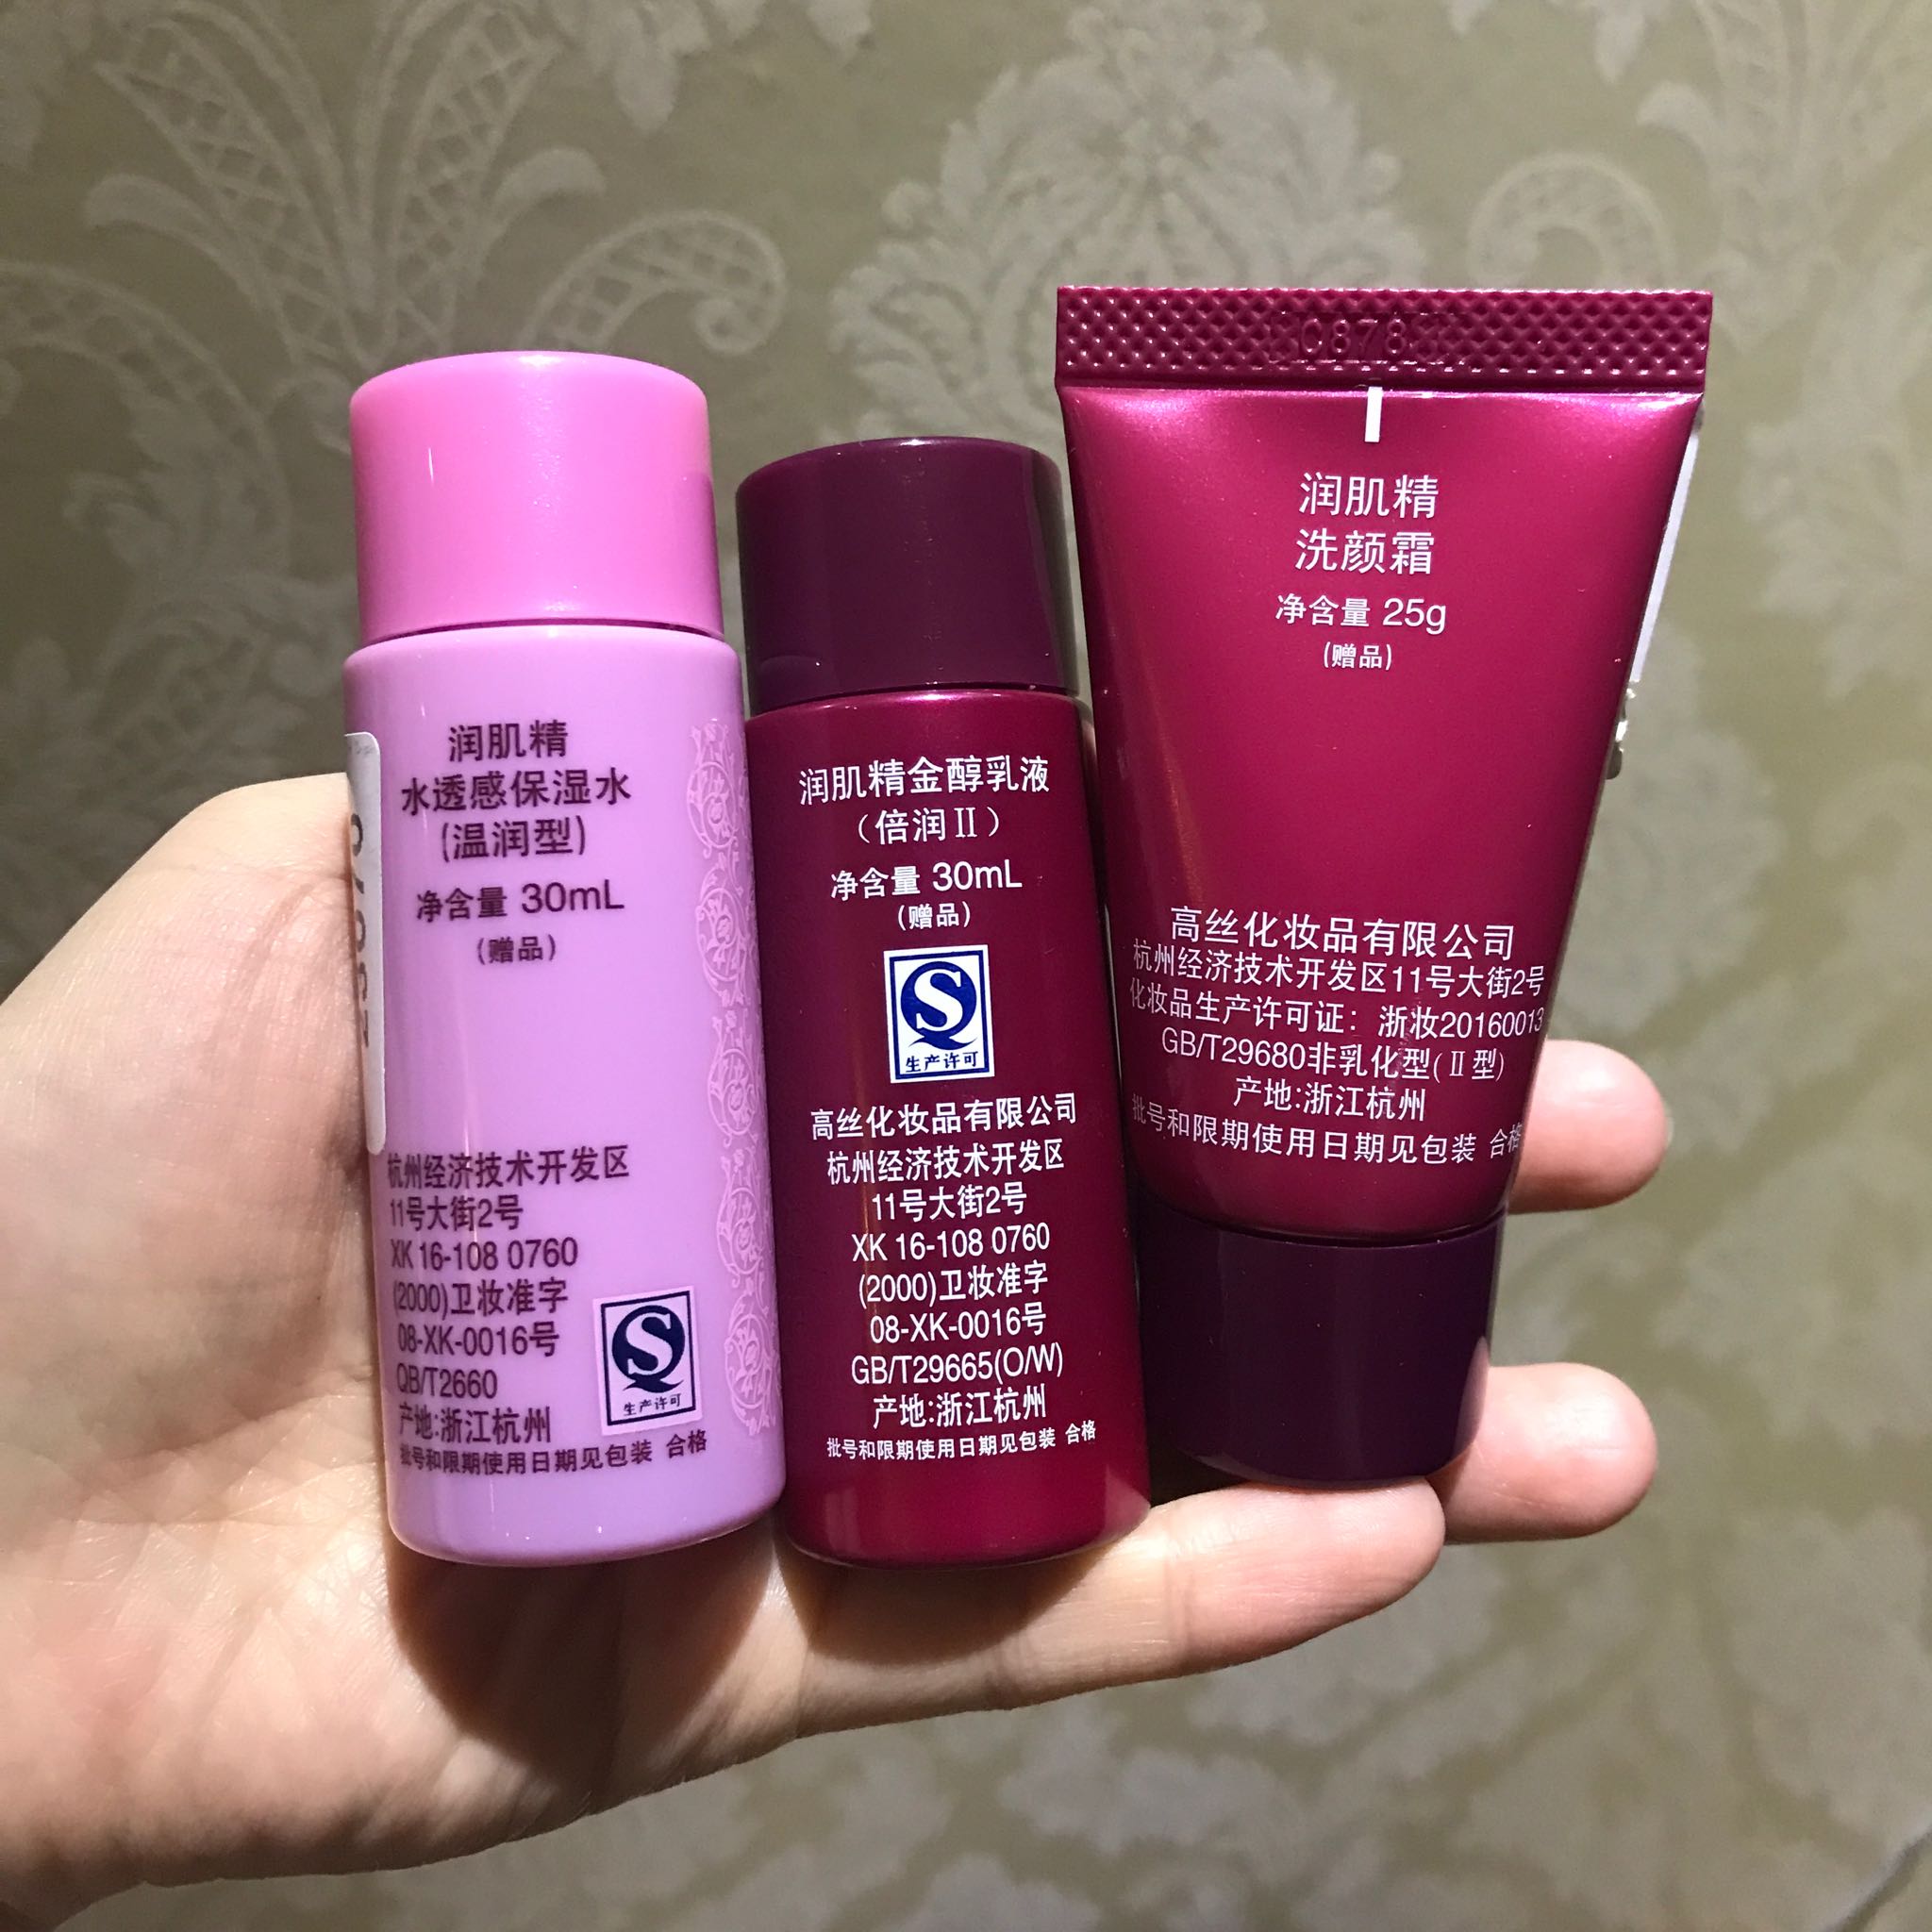 润肌精
水透感保湿水
(温润型)
净含量 30mL
(赠品)
杭州经济技术开发区
11号大街2号
XK 16-108 0760
(2000)卫妆准字
08-XK-0016号
QB/T2660
产地:浙江杭州
批号和限期使用日期见包装 合格
S
生产许可
润肌精金醇乳液
(倍润Ⅱ)
净含量 30mL
(赠品)
S
生产许可
高丝化妆品有限公司
杭州经济技术开发区
11号大街2号
XK 16-108 0760
(2000)卫妆准字
08-XK-0016号
GB/T29665(O/W)
产地:浙江杭州
批号和限期使用日期见包装 合格
润肌精
洗颜霜
净含量 25g
(赠品)
高丝化妆品有限公司
杭州经济技术开发区11号大街2号
化妆品生产许可证: 浙妆20160013
GB/T29680非乳化型(Ⅱ型)
产地:浙江杭州
批号和限期使用日期见包装 合格